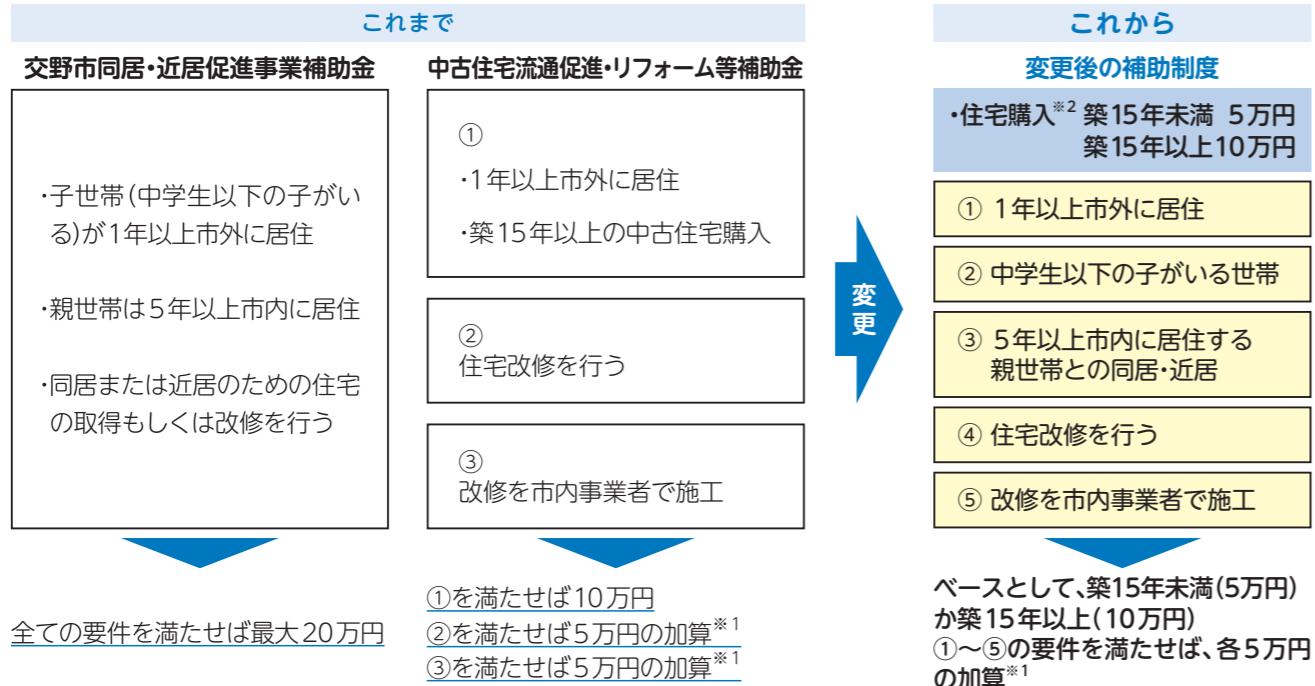 これまで
交野市同居・近居促進事業補助金
・子世帯(中学生以下の子がい
る)が1年以上市外に居住
・親世帯は5年以上市内に居住
・同居または近居のための住宅
の取得もしくは改修を行う
全ての要件を満たせば最大20万円
中古住宅流通促進・リフォーム等補助金
①
・1年以上市外に居住
・築15年以上の中古住宅購入
②
住宅改修を行う
③
改修を市内事業者で施工
①を満たせば10万円
②を満たせば5万円の加算※1
③を満たせば5万円の加算※1
変更
これから
変更後の補助制度
・住宅購入※2 築15年未満 5万円
築15年以上10万円
① 1年以上市外に居住
② 中学生以下の子がいる世帯
③ 5年以上市内に居住する
親世帯との同居・近居
④ 住宅改修を行う
⑤ 改修を市内事業者で施工
ベースとして、築15年未満(5万円)
か築15年以上(10万円)
①～⑤の要件を満たせば、各5万円
の加算※1